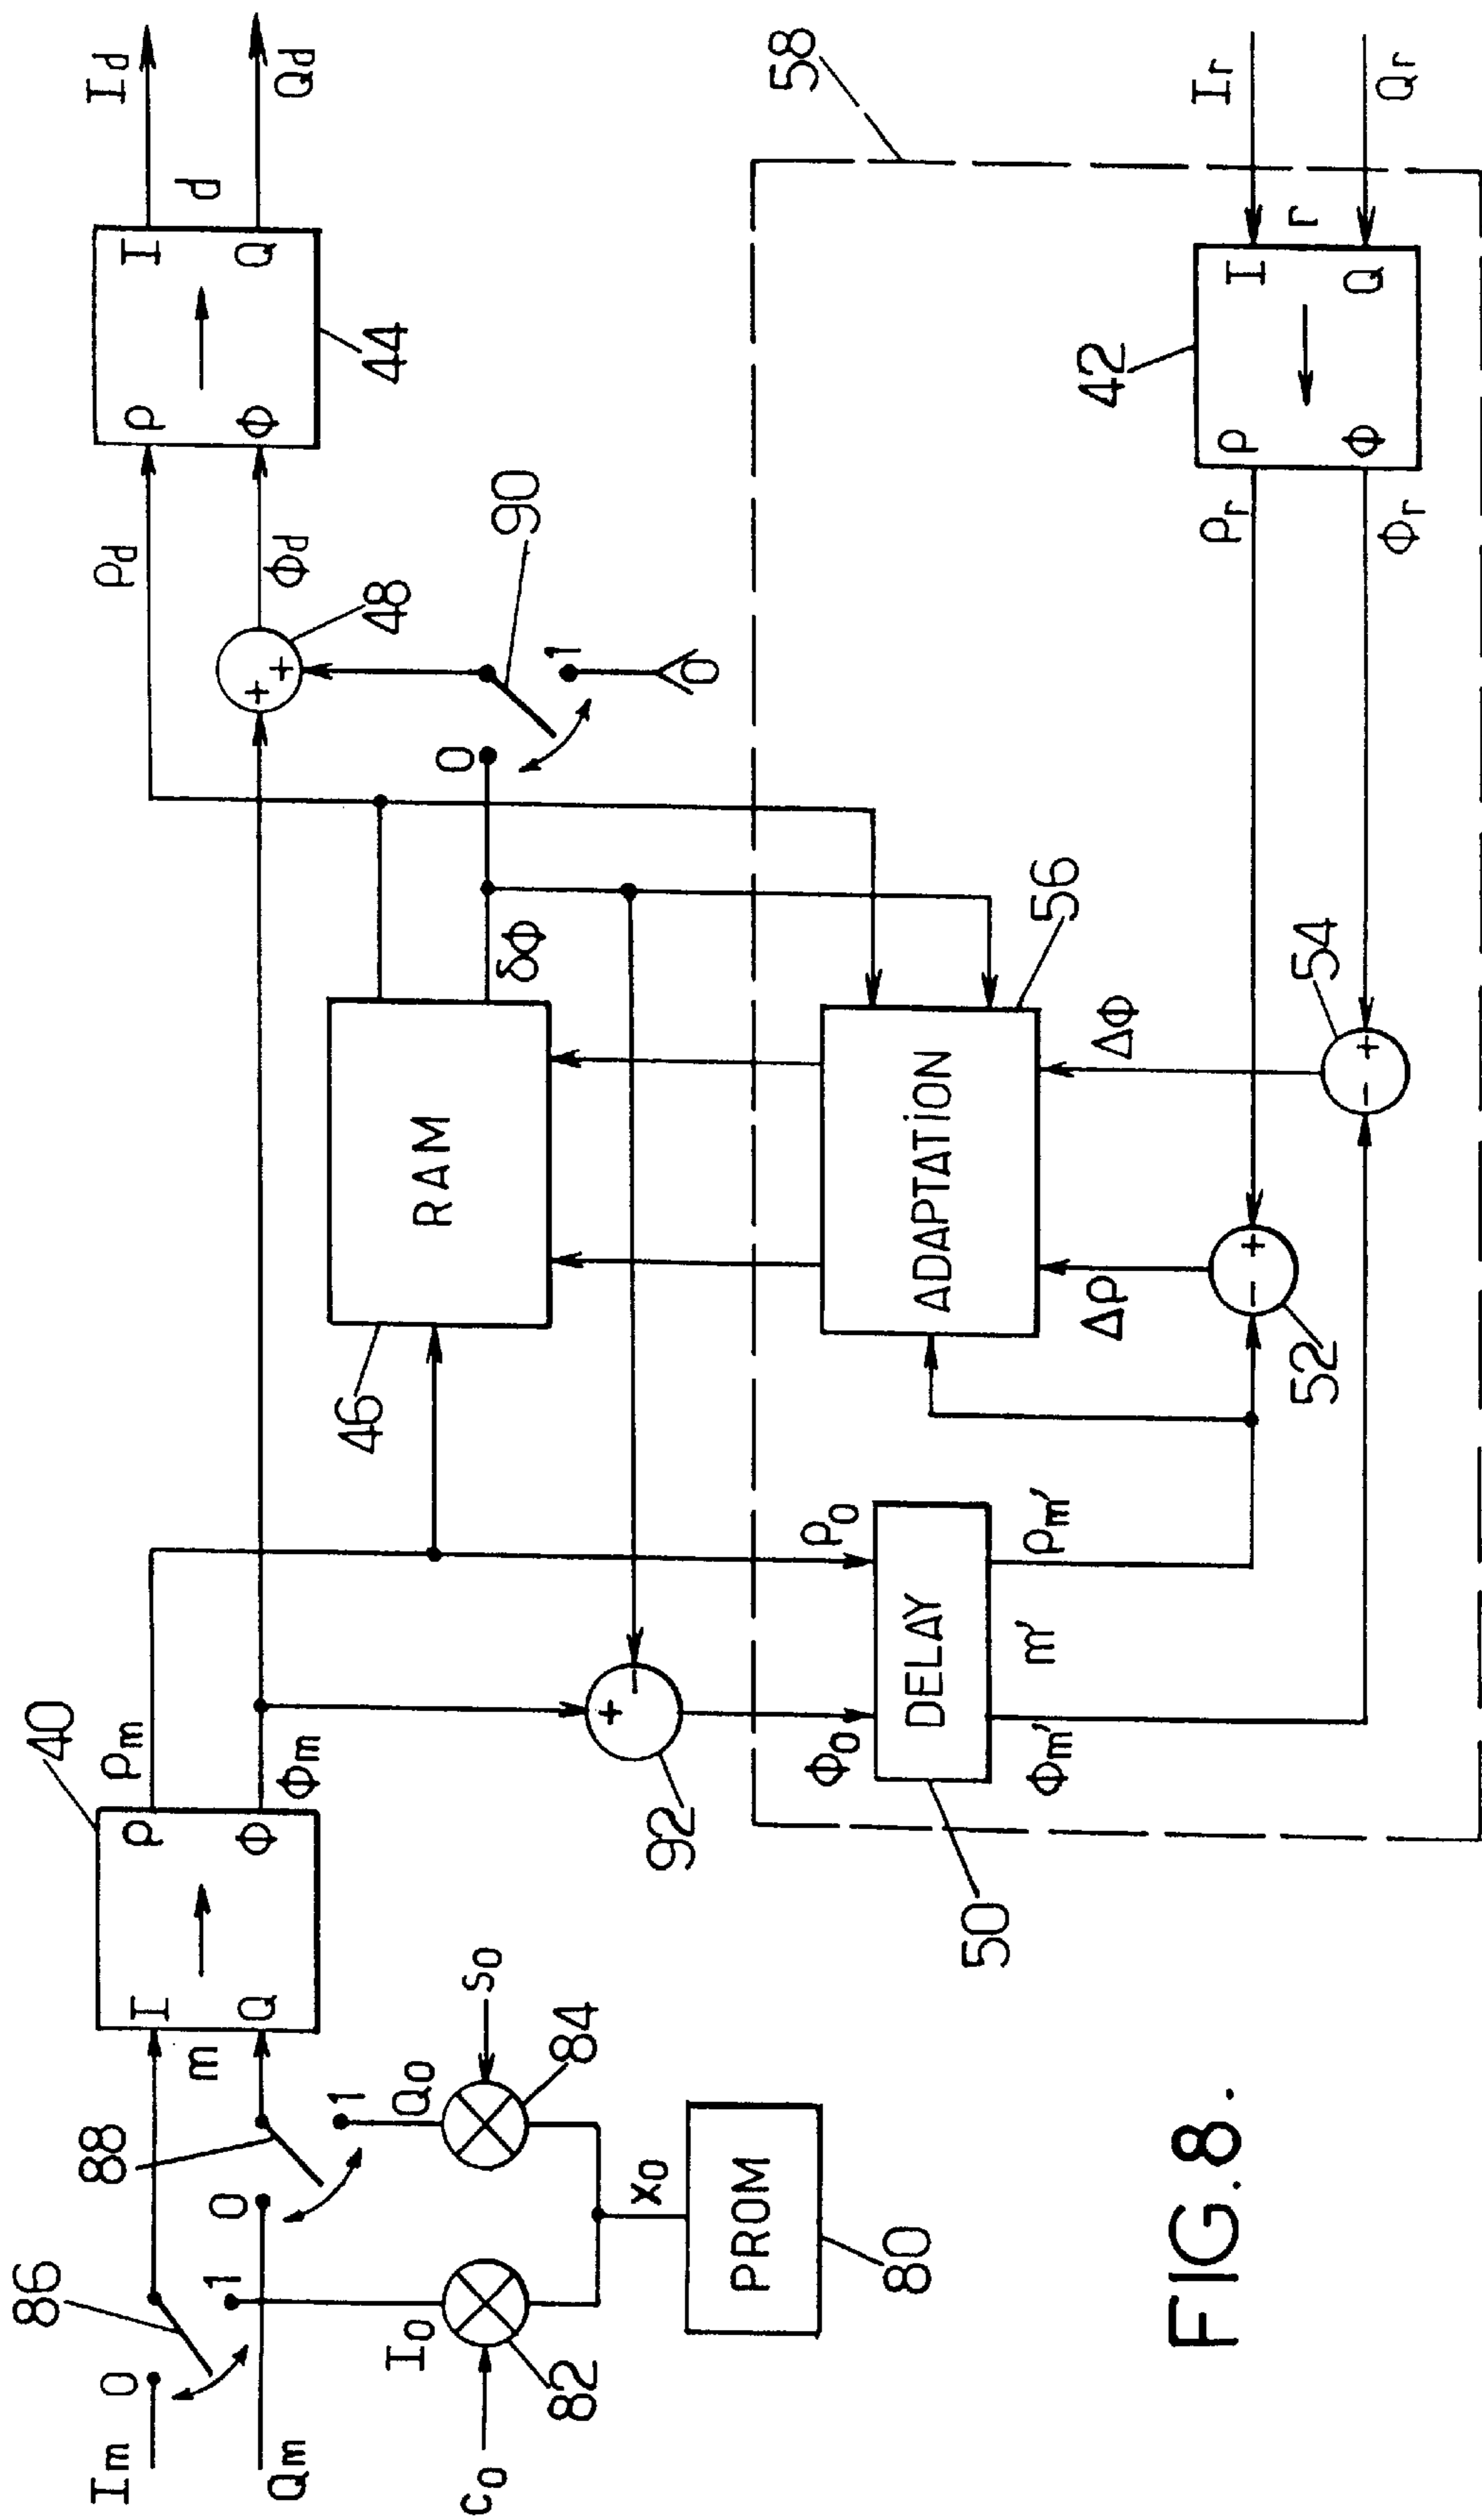 Im
0
86
1
Qm
0
88
m
I
Q
40
ρ
Φ
ρm
Φm
1
Q0
I0
c0
82
84
s0
x0
PROM
80
92
46
RAM
δΦ
0
90
1
0
48
ρd
Φd
ρ
Φ
44
I
Q
d
Id
Qd
58
Φ0
ρ0
DELAY
50
Φm'
m'
ρm'
ADAPTATiON
56
Δρ
ΔΦ
52
54
ρr
Φr
42
ρ
Φ
I
Q
r
Ir
Qr
FIG.8.